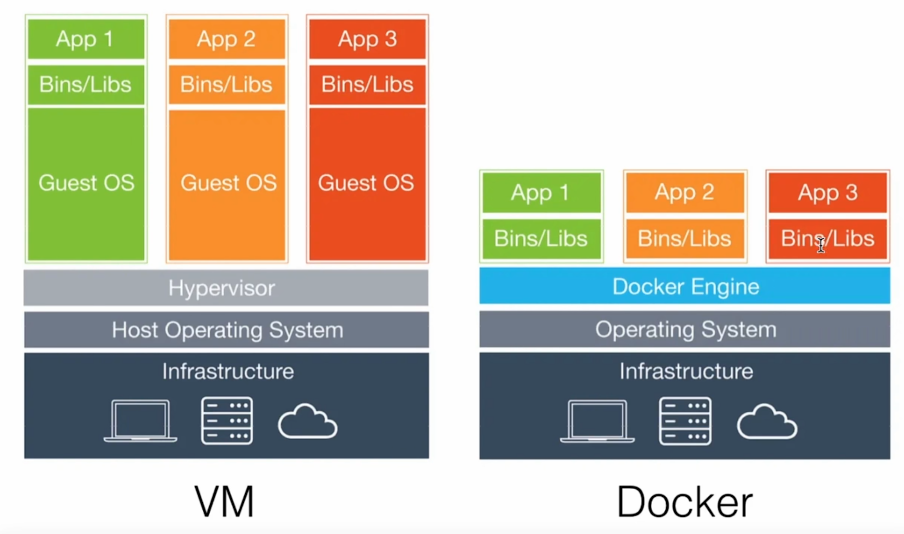 App 1
App 2
App 3
Bins/Libs
Bins/Libs
Bins/Libs
Guest OS
Guest OS
Guest OS
Hypervisor
Host Operating System
Infrastructure
VM
App 1
App 2
App 3
Bins/Libs
Bins/Libs
Bins/Libs
Docker Engine
Operating System
Infrastructure
Docker